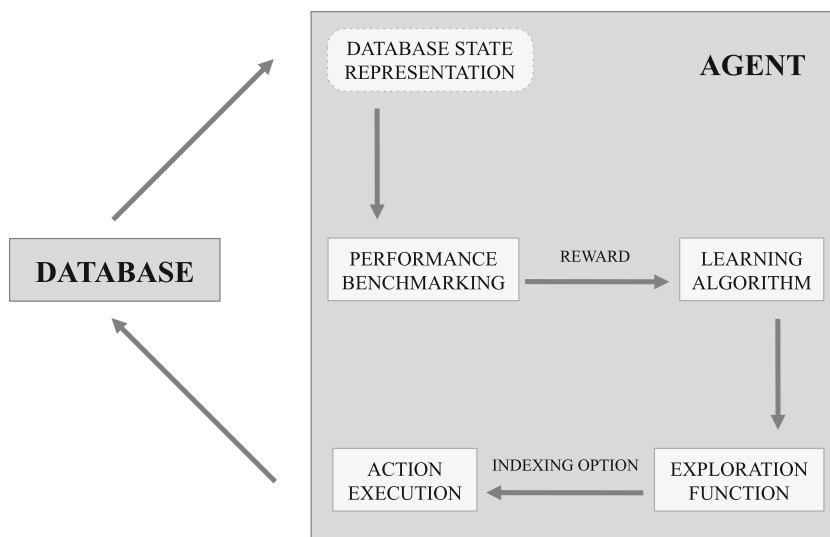 DATABASE STATE
REPRESENTATION
AGENT
DATABASE
PERFORMANCE
BENCHMARKING
REWARD
LEARNING
ALGORITHM
ACTION
EXECUTION
INDEXING OPTION
EXPLORATION
FUNCTION